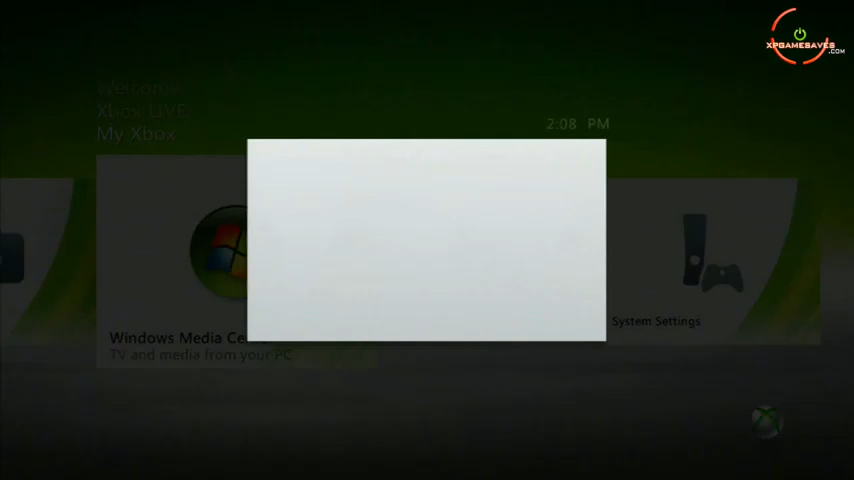 XPGAMESAVES
.COM
Welcome
Xbox LIVE
My Xbox
2:08 PM
Windows Media Ce
TV and media from your PC
System Settings